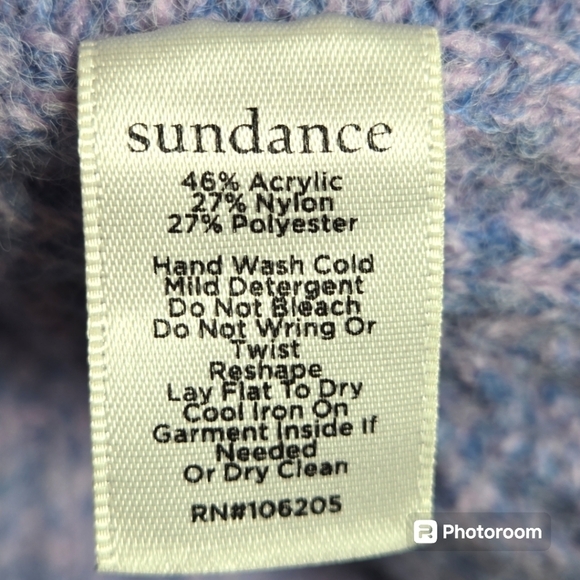 sundance
46% Acrylic
27% Nylon
27% Polyester
Hand Wash Cold
Mild Detergent
Do Not Bleach
Do Not Wring Or
Twist
Reshape
Lay Flat To Dry
Cool Iron On
Garment Inside If
Needed
Or Dry Clean
RN#106205
Photoroom